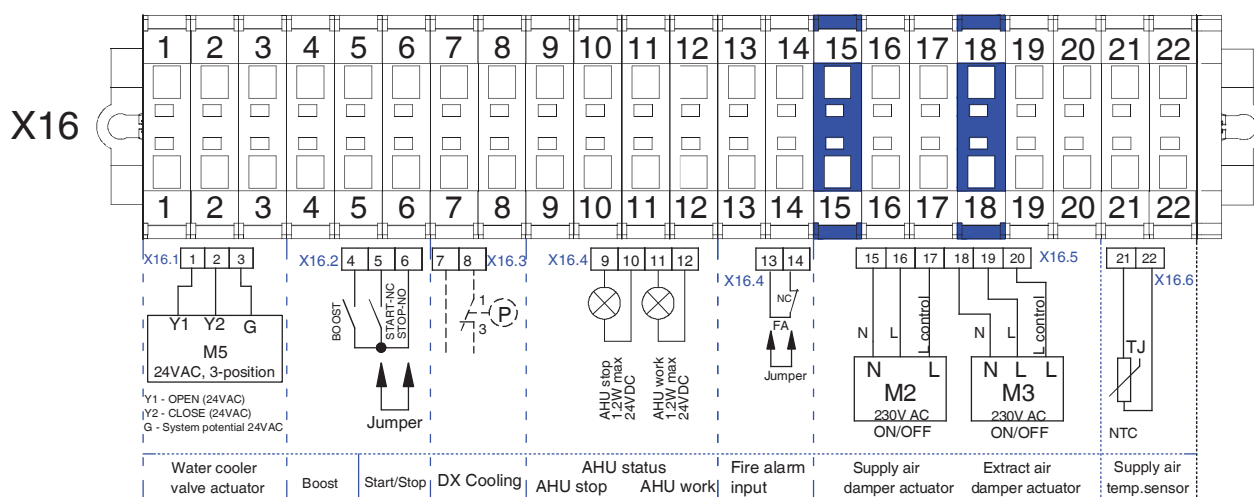 1 2 3 4 5 6 7 8 9 10 11 12 13 14 15 16 17 18 19 20 21 22
X16
1 2 3 4 5 6 7 8 9 10 11 12 13 14 15 16 17 18 19 20 21 22
X16.1 1 2 3
Y1 Y2 G
M5
24VAC, 3-position
Y1 - OPEN (24VAC)
Y2 - CLOSE (24VAC)
G - System potential 24VAC
X16.2 4 5 6
BOOST
START-NC
STOP-NO
Jumper
7 8 X16.3
1
3
P
X16.4 9 10 11 12
AHU stop
1.2W max
24VDC
AHU work
1.2W max
24VDC
13 14
X16.4
NC
FA
Jumper
15 16 17 18 19 20 X16.5
N L L control
N L L
M2
230V AC
ON/OFF
N L L control
N L L
M3
230V AC
ON/OFF
21 22
X16.6
TJ
NTC
Water cooler
valve actuator
Boost
Start/Stop
DX Cooling
AHU status
AHU stop AHU work
Fire alarm
input
Supply air
damper actuator
Extract air
damper actuator
Supply air
temp.sensor